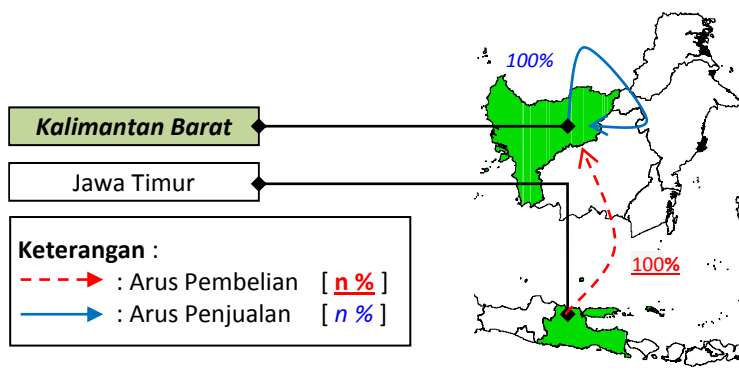 100%
Kalimantan Barat
Jawa Timur
Keterangan :
: Arus Pembelian [ n % ]
: Arus Penjualan [ n % ]
100%